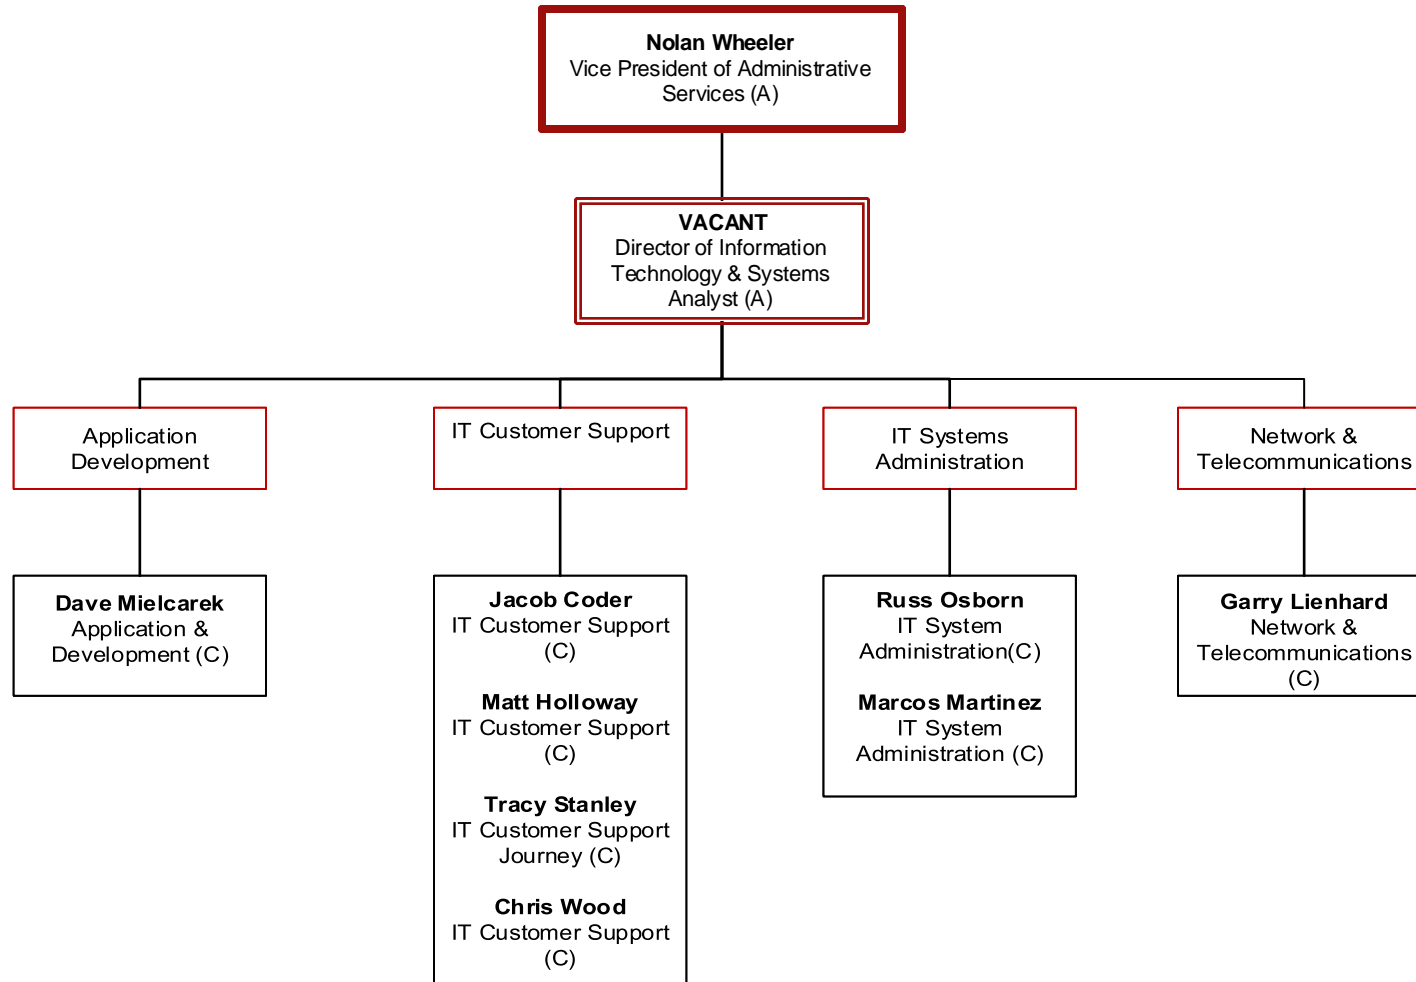 Nolan Wheeler
Vice President of Administrative
Services (A)
VACANT
Director of Information
Technology & Systems
Analyst (A)
Application
Development
IT Customer Support
IT Systems
Administration
Network &
Telecommunications
Dave Mielcarek
Application &
Development (C)
Jacob Coder
IT Customer Support
(C)
Matt Holloway
IT Customer Support
(C)
Tracy Stanley
IT Customer Support
Journey (C)
Chris Wood
IT Customer Support
(C)
Russ Osborn
IT System
Administration(C)
Marcos Martinez
IT System
Administration (C)
Garry Lienhard
Network &
Telecommunications
(C)